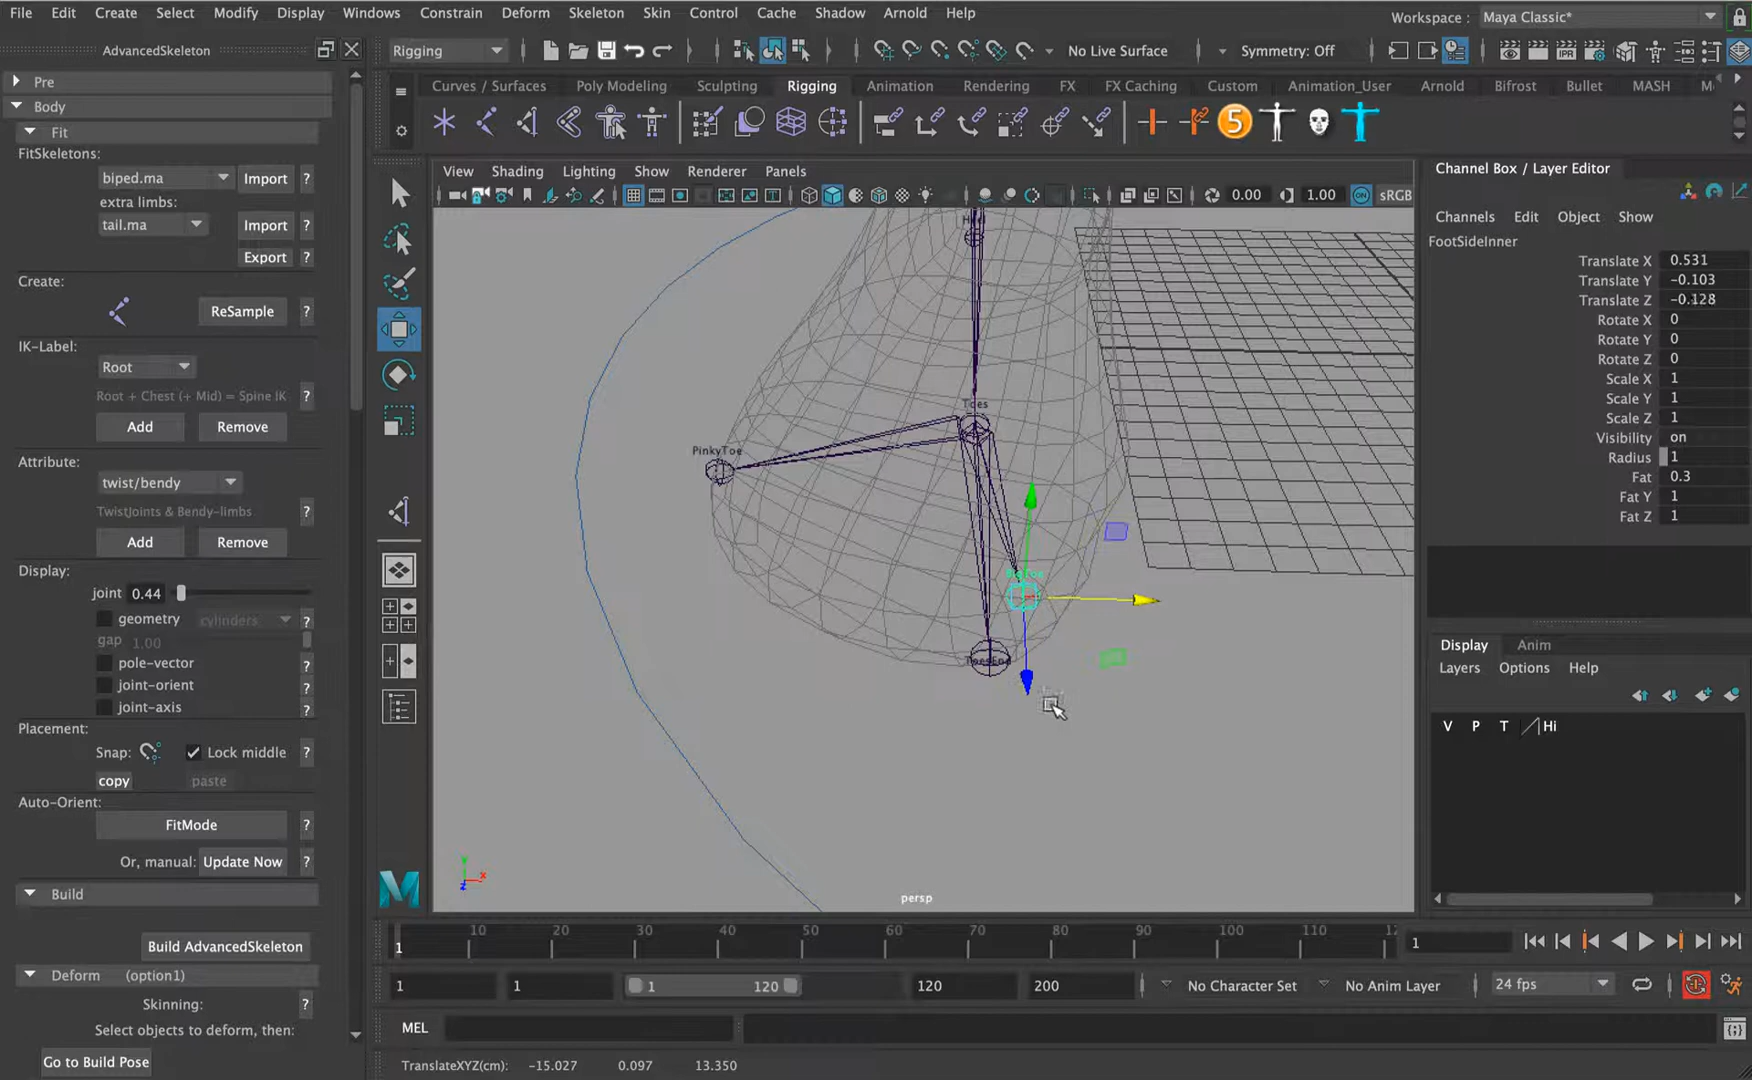 File Edit Create Select Modify Display Windows Constrain Deform Skeleton Skin Control Cache Shadow Arnold Help
Workspace : Maya Classic*
AdvancedSkeleton
Rigging
No Live Surface
Symmetry: Off
Curves / Surfaces Poly Modeling Sculpting Rigging Animation Rendering FX FX Caching Custom Animation_User Arnold Bifrost Bullet MASH
IPR
5
Pre
Body
Fit
FitSkeletons:
biped.ma Import ?
extra limbs:
tail.ma Import ?
Export ?
Create:
ReSample ?
IK-Label:
Root
Root + Chest (+ Mid) = Spine IK ?
Add Remove
Attribute:
twist/bendy
TwistJoints & Bendy-limbs ?
Add Remove
Display:
joint 0.44
geometry cylinders ?
gap 1.00
pole-vector ?
joint-orient ?
joint-axis ?
Placement:
Snap: Lock middle ?
copy paste
Auto-Orient:
FitMode ?
Or, manual: Update Now ?
Build
Build AdvancedSkeleton
Deform (option1)
Skinning: ?
Select objects to deform, then:
Go to Build Pose
View Shading Lighting Show Renderer Panels
0.00 1.00 ON sRGB
Toes
PinkyToe
BigToe
ToesEnd
persp
y
x
z
Channel Box / Layer Editor
Channels Edit Object Show
FootSideInner
Translate X 0.531
Translate Y -0.103
Translate Z -0.128
Rotate X 0
Rotate Y 0
Rotate Z 0
Scale X 1
Scale Y 1
Scale Z 1
Visibility on
Radius 1
Fat 0.3
Fat Y 1
Fat Z 1
Display Anim
Layers Options Help
V P T Hi
1 10 20 30 40 50 60 70 80 90 100 110 12
1
1 1 1 120 120 200
No Character Set
No Anim Layer
24 fps
MEL
TranslateXYZ(cm) -15.027 0.097 13.350